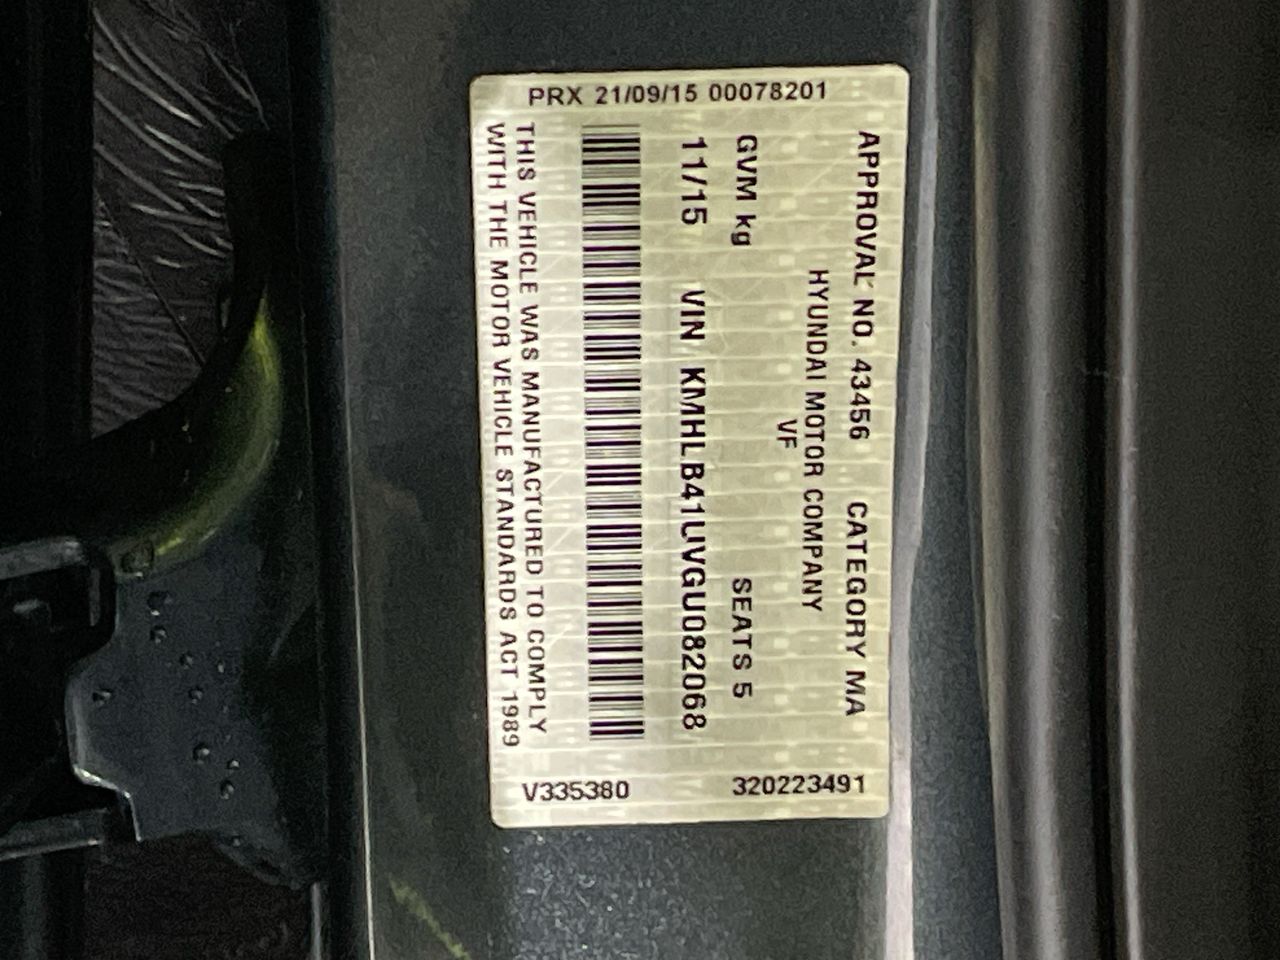 PRX 21/09/15 00078201
APPROVAL NO. 43456 CATEGORY MA
HYUNDAI MOTOR COMPANY
VF
GVM kg SEATS 5
11/15 VIN KMHLB41UVGU082068
THIS VEHICLE WAS MANUFACTURED TO COMPLY
WITH THE MOTOR VEHICLE STANDARDS ACT 1989
V335380 320223491